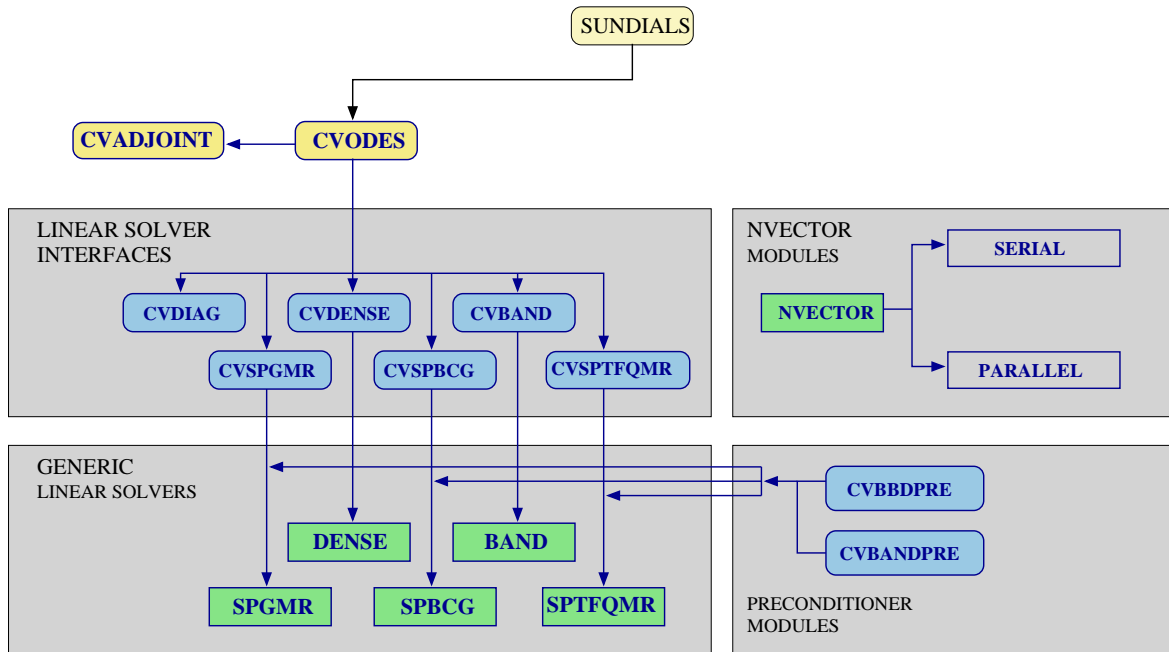 SUNDIALS
CVADJOINT
CVODES
LINEAR SOLVER
INTERFACES
CVDIAG
CVDENSE
CVBAND
CVSPGMR
CVSPBCG
CVSPTFQMR
NVECTOR
MODULES
SERIAL
NVECTOR
PARALLEL
GENERIC
LINEAR SOLVERS
DENSE
BAND
SPGMR
SPBCG
SPTFQMR
CVBBDPRE
CVBANDPRE
PRECONDITIONER
MODULES